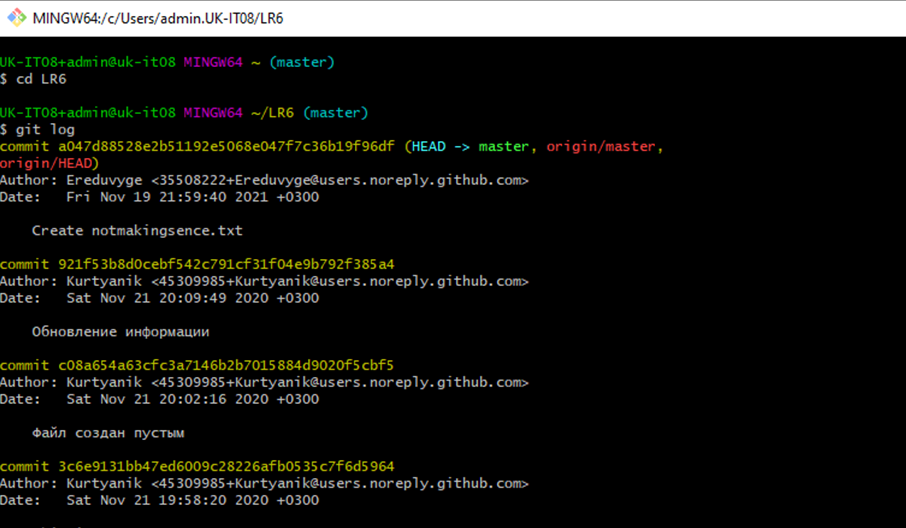 MINGW64:/c/Users/admin.UK-IT08/LR6
UK-IT08+admin@uk-it08 MINGW64 ~ (master)
$ cd LR6
UK-IT08+admin@uk-it08 MINGW64 ~/LR6 (master)
$ git log
commit a047d88528e2b51192e5068e047f7c36b19f96df (HEAD -> master, origin/master,
origin/HEAD)
Author: Ereduvyge <35508222+Ereduvyge@users.noreply.github.com>
Date:   Fri Nov 19 21:59:40 2021 +0300
Create notmakingsence.txt
commit 921f53b8d0cebf542c791cf31f04e9b792f385a4
Author: Kurtyanik <45309985+Kurtyanik@users.noreply.github.com>
Date:   Sat Nov 21 20:09:49 2020 +0300
Обновление информации
commit c08a654a63cfc3a7146b2b7015884d9020f5cbf5
Author: Kurtyanik <45309985+Kurtyanik@users.noreply.github.com>
Date:   Sat Nov 21 20:02:16 2020 +0300
Файл создан пустым
commit 3c6e9131bb47ed6009c28226afb0535c7f6d5964
Author: Kurtyanik <45309985+Kurtyanik@users.noreply.github.com>
Date:   Sat Nov 21 19:58:20 2020 +0300